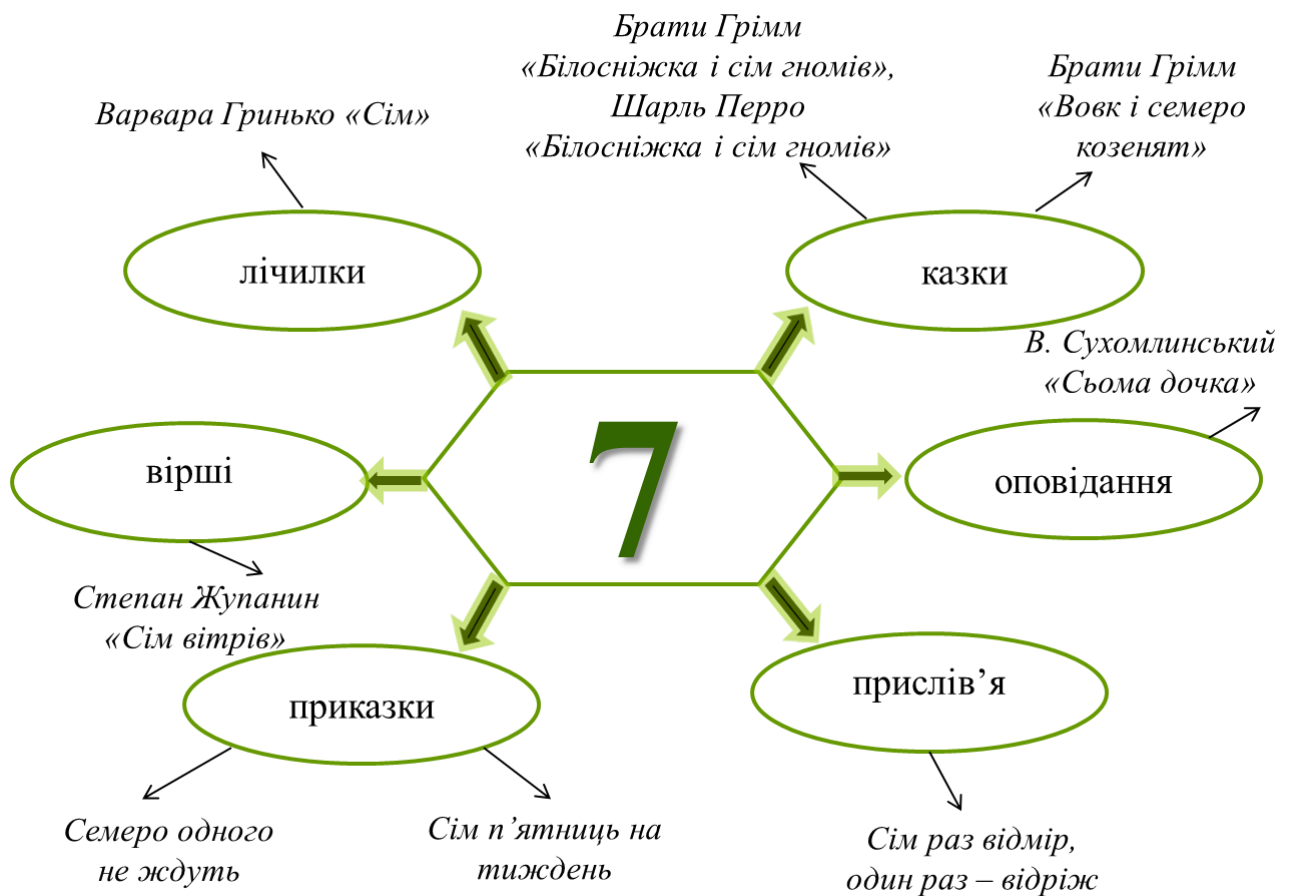 Брати Грімм
«Білосніжка і сім гномів»,
Шарль Перро
«Білосніжка і сім гномів»
Брати Грімм
«Вовк і семеро
козенят»
Варвара Гринько «Сім»
лічилки
казки
В. Сухомлинський
«Сьома дочка»
вірші
7
оповідання
Степан Жупанин
«Сім вітрів»
приказки
прислів’я
Семеро одного
не ждуть
Сім п’ятниць на
тиждень
Сім раз відмір,
один раз – відріж